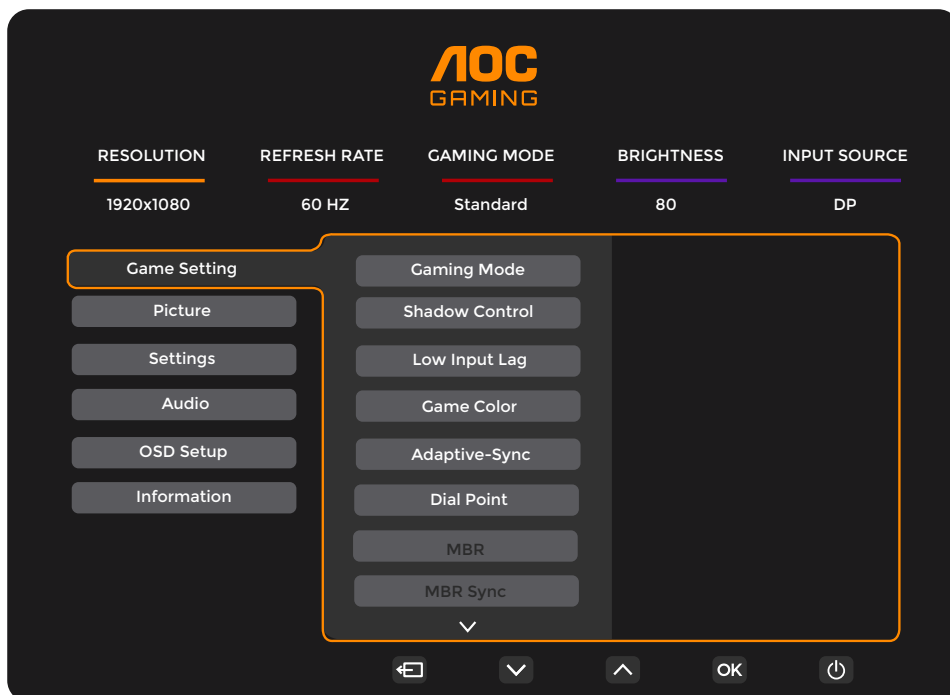 AOC
GAMING
RESOLUTION REFRESH RATE GAMING MODE BRIGHTNESS INPUT SOURCE
1920x1080 60 HZ Standard 80 DP
Game Setting
Picture
Settings
Audio
OSD Setup
Information
Gaming Mode
Shadow Control
Low Input Lag
Game Color
Adaptive-Sync
Dial Point
MBR
MBR Sync
OK